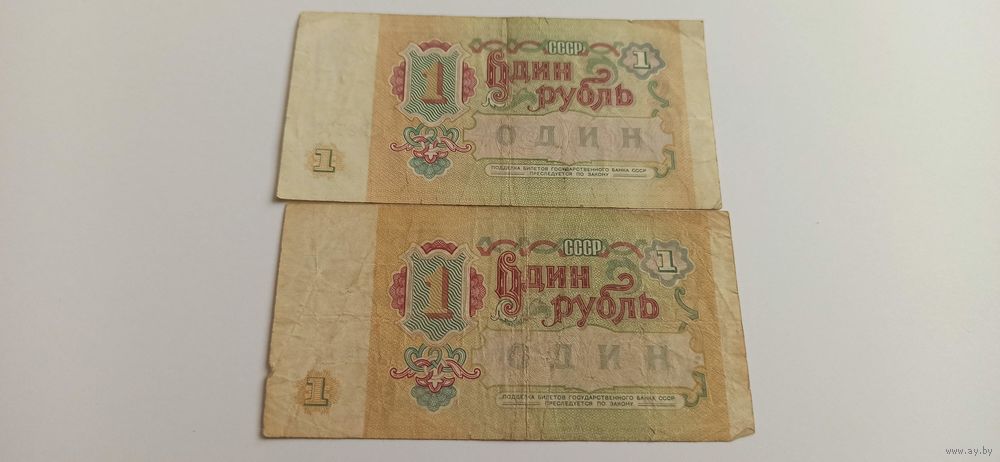 СССР
1 Один 1
рубль
ОДИН
1
ПОДДЕЛКА БИЛЕТОВ ГОСУДАРСТВЕННОГО БАНКА СССР
ПРЕСЛЕДУЕТСЯ ПО ЗАКОНУ
СССР
1 Один 1
рубль
ОДИН
1
ПОДДЕЛКА БИЛЕТОВ ГОСУДАРСТВЕННОГО БАНКА СССР
ПРЕСЛЕДУЕТСЯ ПО ЗАКОНУ
www.ay.by